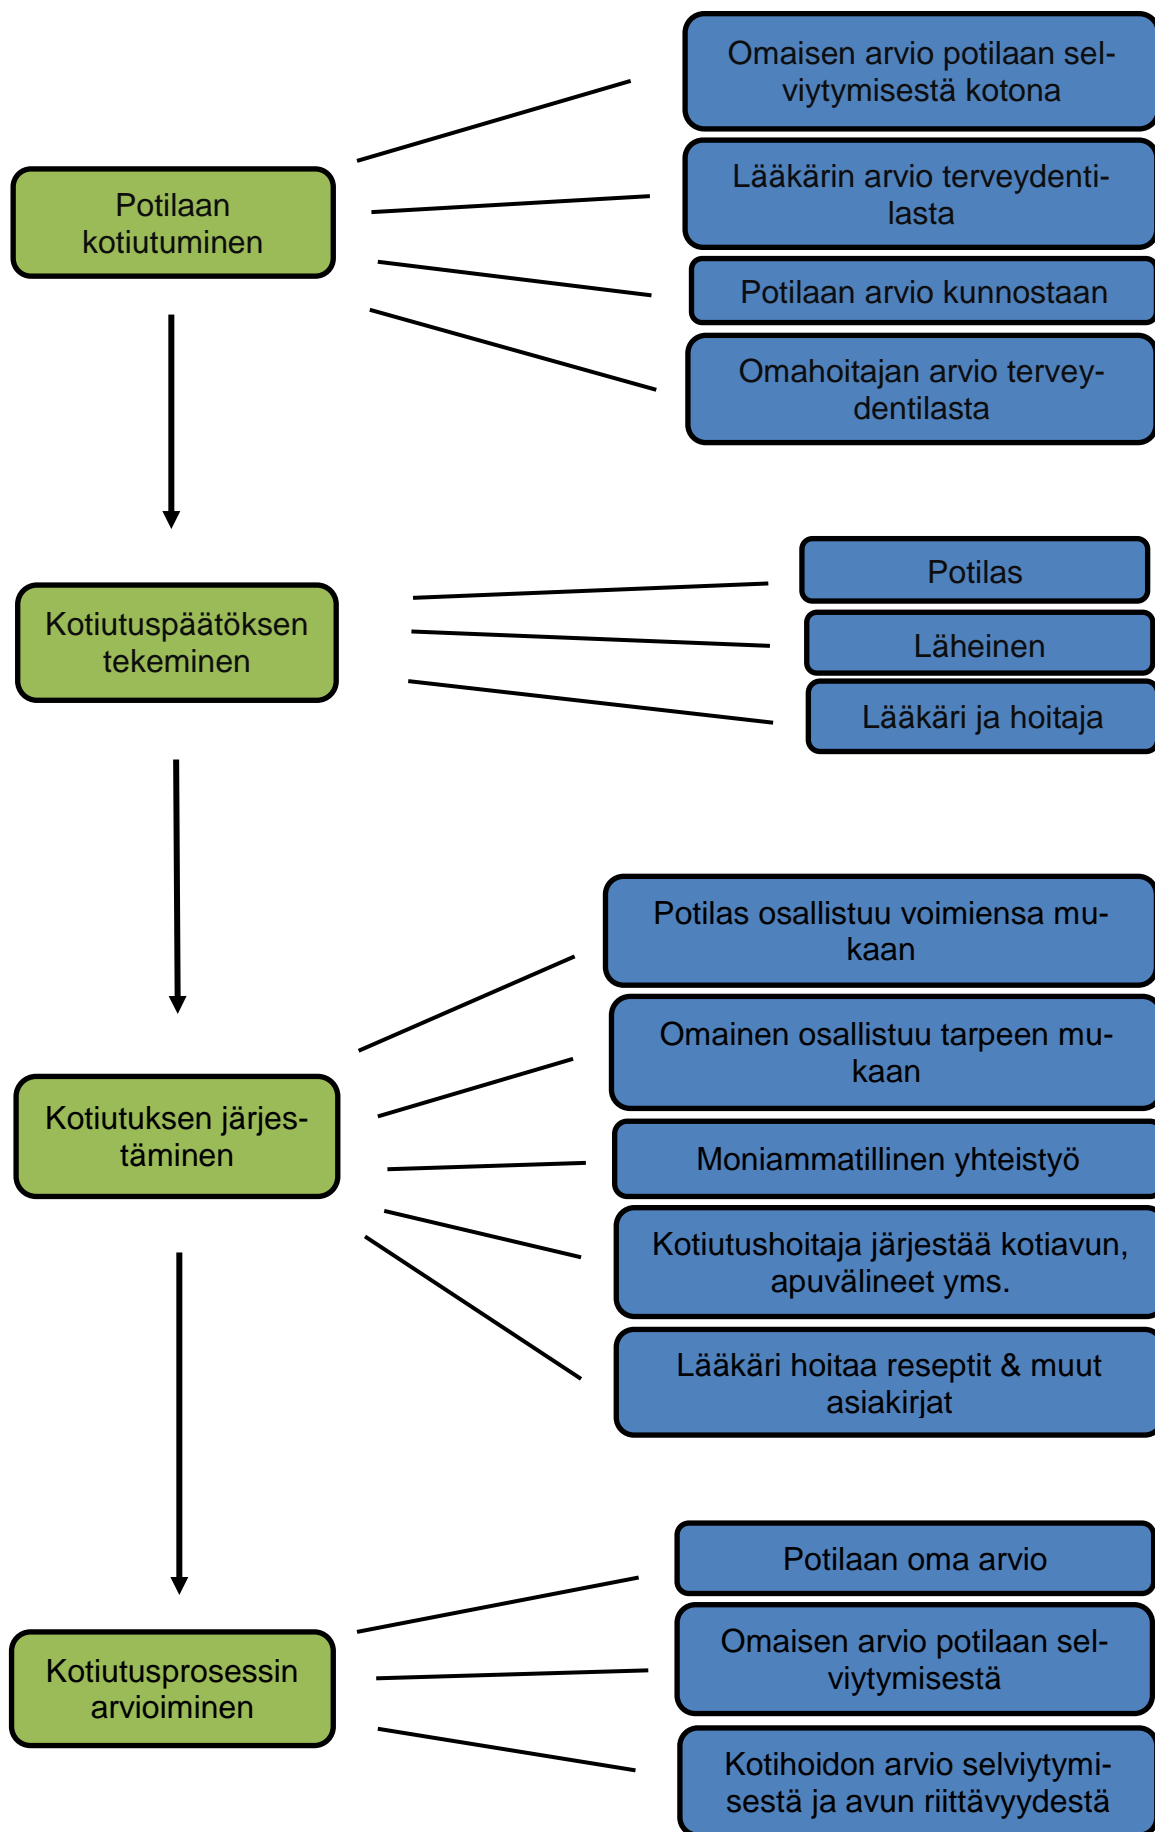 Omaisen arvio potilaan sel-
viytymisestä kotona
Potilaan
kotiutuminen
Lääkärin arvio terveydenti-
lasta
Potilaan arvio kunnostaan
Omahoitajan arvio tervey-
dentilasta
Kotiutuspäätöksen
tekeminen
Potilas
Läheinen
Lääkäri ja hoitaja
Kotiutuksen järjes-
täminen
Potilas osallistuu voimiensa mu-
kaan
Omainen osallistuu tarpeen mu-
kaan
Moniammatillinen yhteistyö
Kotiutushoitaja järjestää kotiavun,
apuvälineet yms.
Lääkäri hoitaa reseptit & muut
asiakirjat
Kotiutusprosessin
arvioiminen
Potilaan oma arvio
Omaisen arvio potilaan sel-
viytymisestä
Kotihoidon arvio selviytymi-
sestä ja avun riittävyydestä